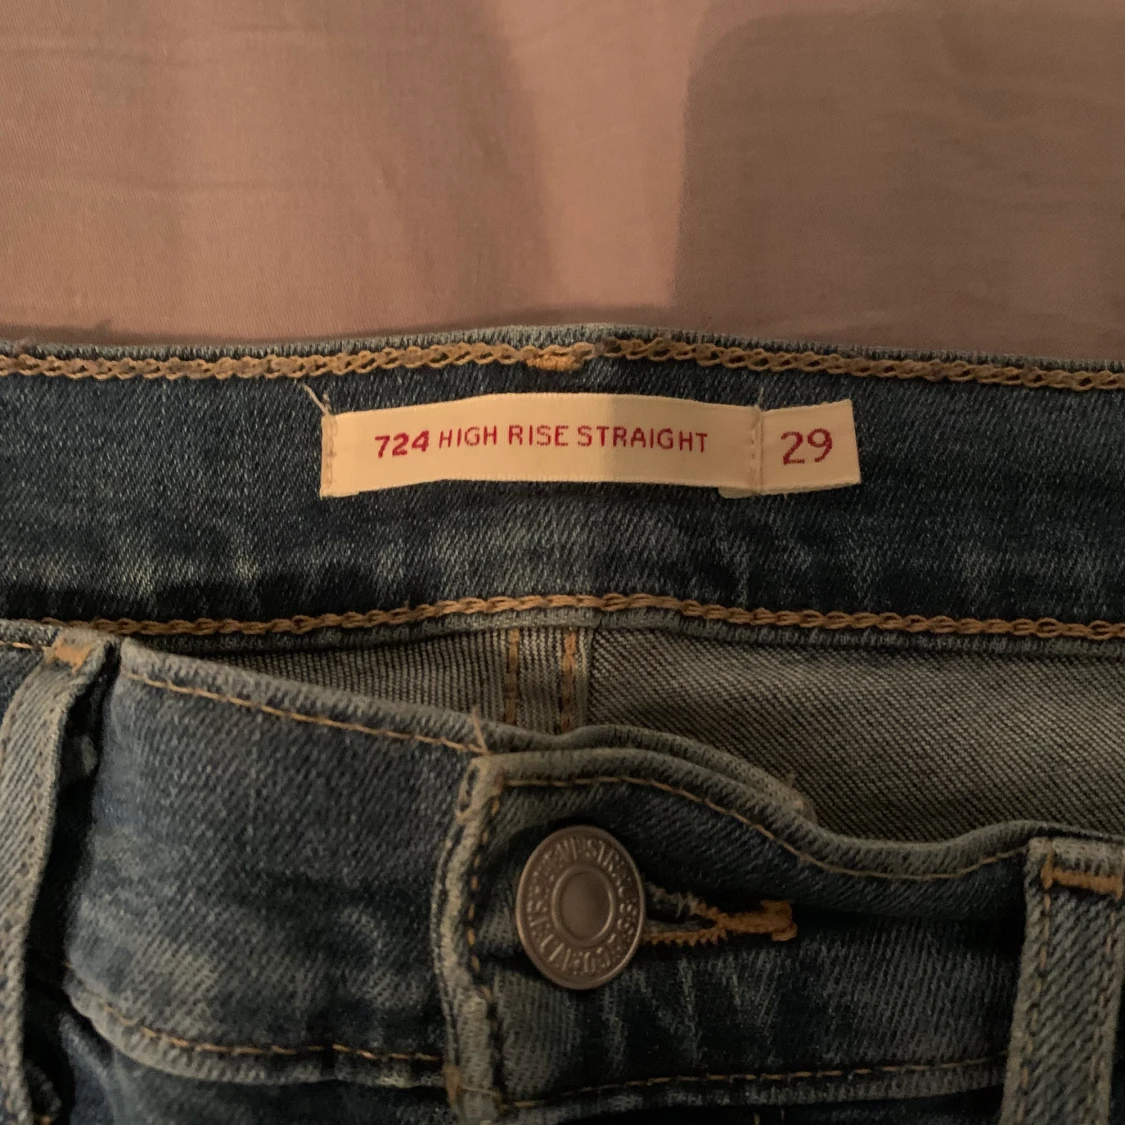 724 HIGH RISE STRAIGHT 29